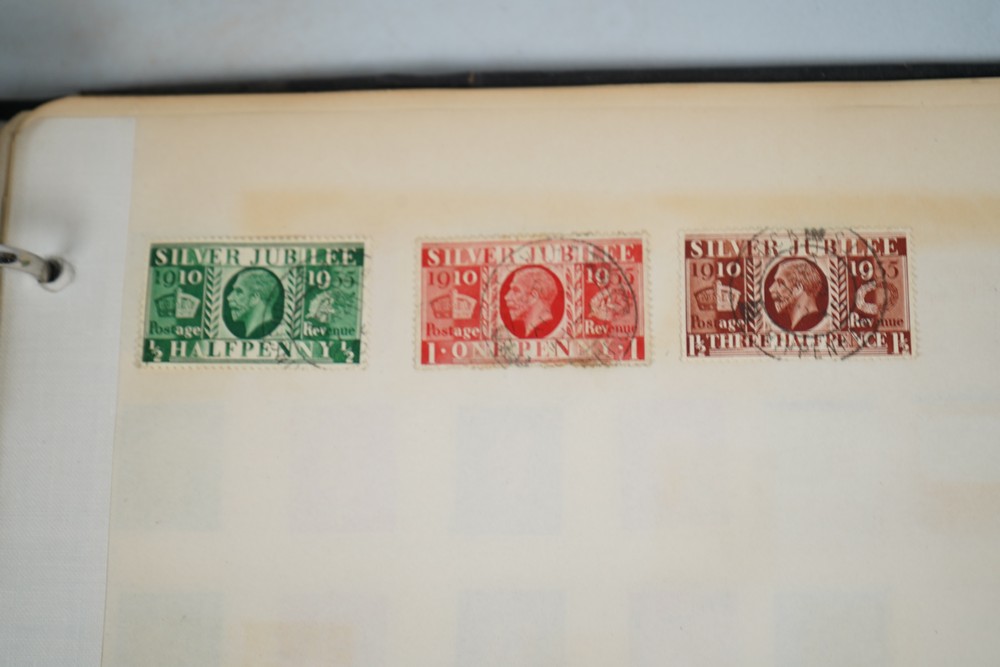 SILVER JUBILEE
1910 1935
Postage Revenue
½ HALFPENNY ½
SILVER JUBILEE
1910 1935
Postage Revenue
1 · ONE PENNY · 1
SILVER JUBILEE
1910 1935
Postage Revenue
1½ THREE HALFPENCE 1½